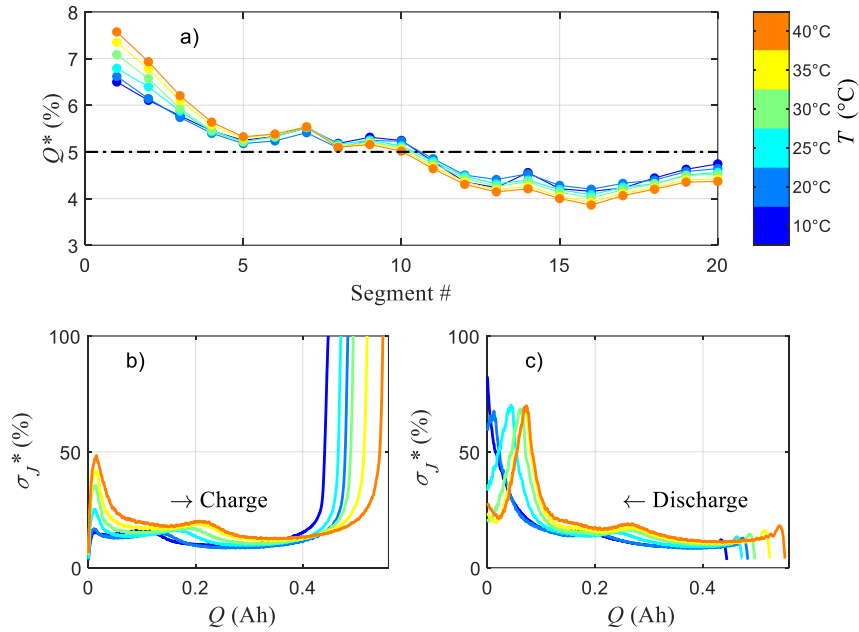 8
7
6
5
4
3
Q* (%)
a)
0
5
10
15
20
Segment #
40°C
35°C
30°C
25°C
20°C
10°C
T (°C)
100
50
0
σJ* (%)
b)
→ Charge
0
0.2
0.4
Q (Ah)
100
50
0
σJ* (%)
c)
← Discharge
0
0.2
0.4
Q (Ah)